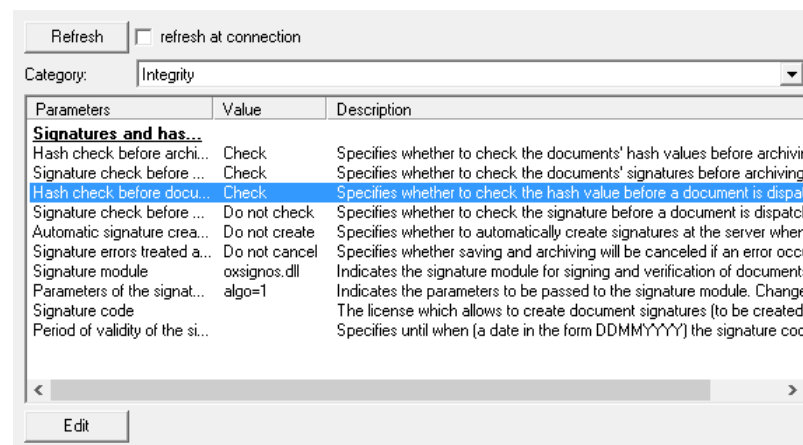 Refresh refresh at connection
Category: Integrity
Parameters Value Description
Signatures and has...
Hash check before archi... Check Specifies whether to check the documents' hash values before archivin
Signature check before ... Check Specifies whether to check the documents' signatures before archiving
Hash check before docu... Check Specifies whether to check the hash value before a document is dispa
Signature check before ... Do not check Specifies whether to check the signature before a document is dispatc
Automatic signature crea... Do not create Specifies whether to automatically create signatures at the server when
Signature errors treated a... Do not cancel Specifies whether saving and archiving will be canceled if an error occu
Signature module oxsignos.dll Indicates the signature module for signing and verification of document
Parameters of the signat... algo=1 Indicates the parameters to be passed to the signature module. Change
Signature code The license which allows to create document signatures (to be created
Period of validity of the si... Specifies until when (a date in the form DDMMYYYY) the signature coc
Edit